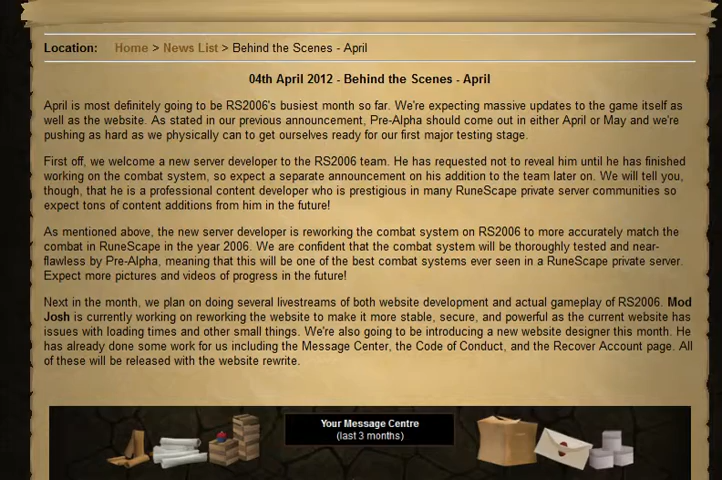 Location: Home > News List > Behind the Scenes - April
04th April 2012 - Behind the Scenes - April
April is most definitely going to be RS2006's busiest month so far. We're expecting massive updates to the game itself as
well as the website. As stated in our previous announcement, Pre-Alpha should come out in either April or May and we're
pushing as hard as we physically can to get ourselves ready for our first major testing stage.
First off, we welcome a new server developer to the RS2006 team. He has requested not to reveal him until he has finished
working on the combat system, so expect a separate announcement on his addition to the team later on. We will tell you,
though, that he is a professional content developer who is prestigious in many RuneScape private server communities so
expect tons of content additions from him in the future!
As mentioned above, the new server developer is reworking the combat system on RS2006 to more accurately match the
combat in RuneScape in the year 2006. We are confident that the combat system will be thoroughly tested and near-
flawless by Pre-Alpha, meaning that this will be one of the best combat systems ever seen in a RuneScape private server.
Expect more pictures and videos of progress in the future!
Next in the month, we plan on doing several livestreams of both website development and actual gameplay of RS2006. Mod
Josh is currently working on reworking the website to make it more stable, secure, and powerful as the current website has
issues with loading times and other small things. We're also going to be introducing a new website designer this month. He
has already done some work for us including the Message Center, the Code of Conduct, and the Recover Account page. All
of these will be released with the website rewrite.
Your Message Centre
(last 3 months)